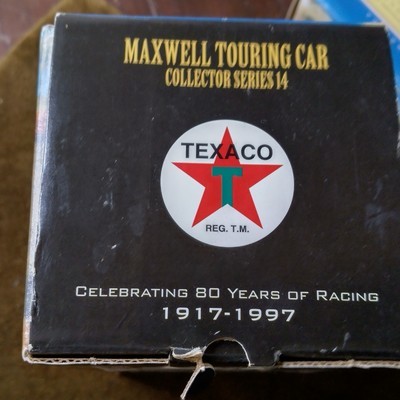 MAXWELL TOURING CAR
COLLECTOR SERIES 14
TEXACO
T
REG. T.M.
CELEBRATING 80 YEARS OF RACING
1917-1997